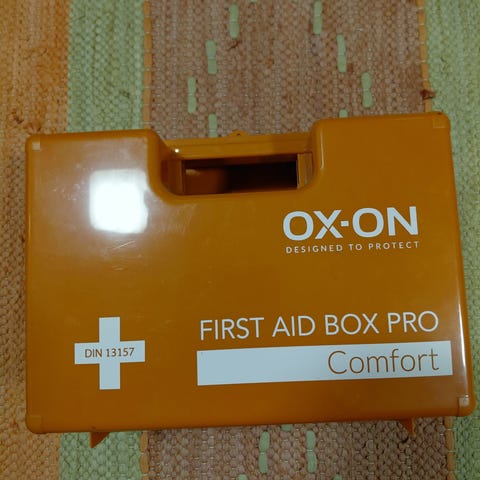 OX-ON
DESIGNED TO PROTECT
FIRST AID BOX PRO
DIN 13157
Comfort